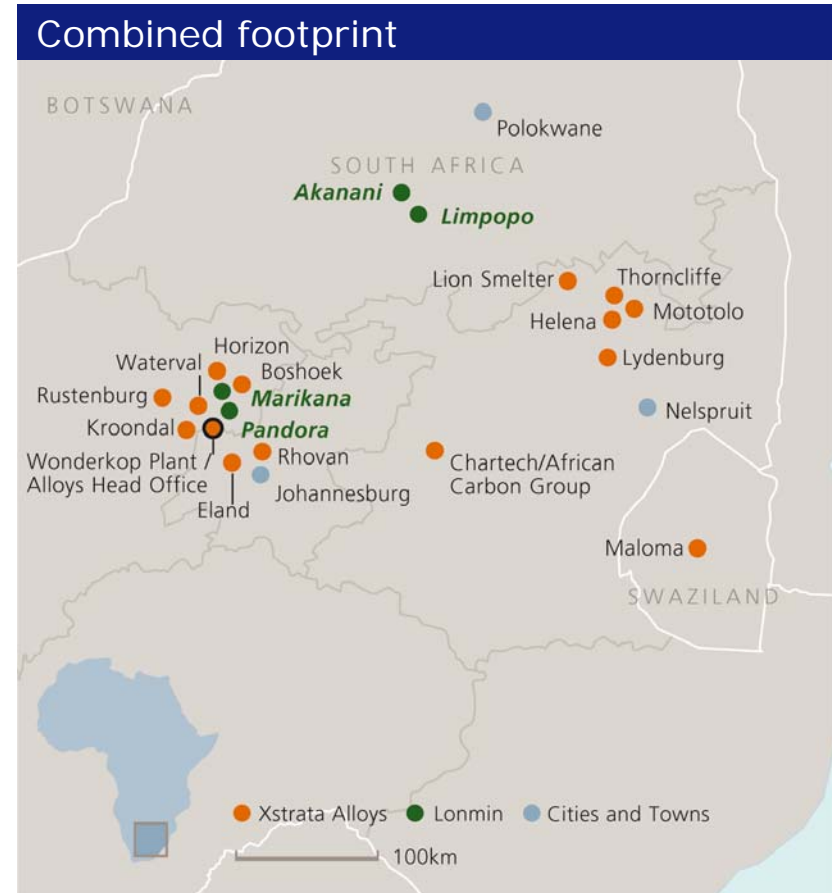 Combined footprint
BOTSWANA
Polokwane
SOUTH AFRICA
Akanani
Limpopo
Lion Smelter
Thorncliffe
Mototolo
Helena
Lydenburg
Horizon
Waterval
Boshoek
Rustenburg
Marikana
Nelspruit
Kroondal
Pandora
Wonderkop Plant /
Alloys Head Office
Rhovan
Johannesburg
Eland
Chartech/African
Carbon Group
Maloma
SWAZILAND
Xstrata Alloys
Lonmin
Cities and Towns
100km